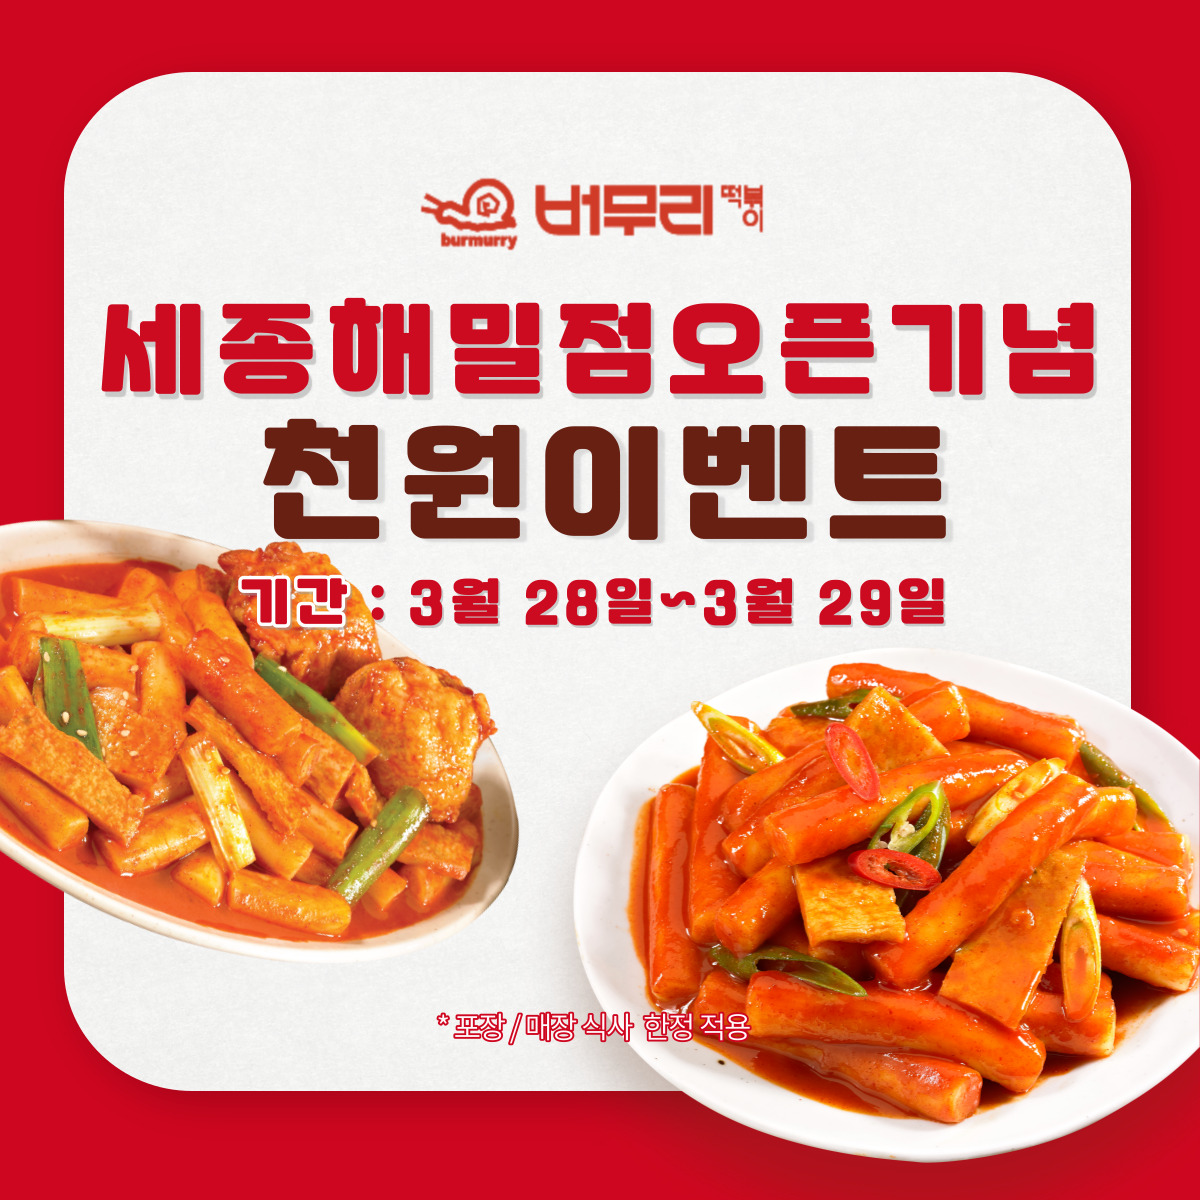 burmurry
버무리 떡볶이
세종해밀점오픈기념
천원이벤트
기간 : 3월 28일~3월 29일
* 포장 / 매장 식사 한정 적용